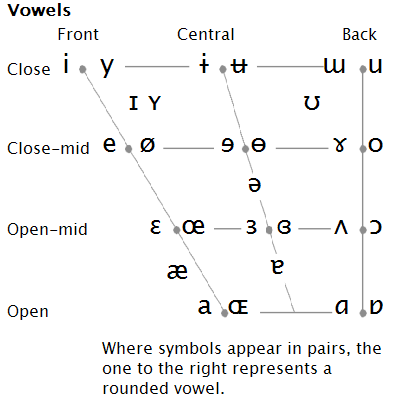 Vowels
Front Central Back
Close i y ɨ ʉ ɯ u
ɪ ʏ ʊ
Close-mid e ø ɘ ɵ ɤ o
ə
Open-mid ɛ œ ɜ ɞ ʌ ɔ
æ ɐ
Open a ɶ ɑ ɒ
Where symbols appear in pairs, the
one to the right represents a
rounded vowel.